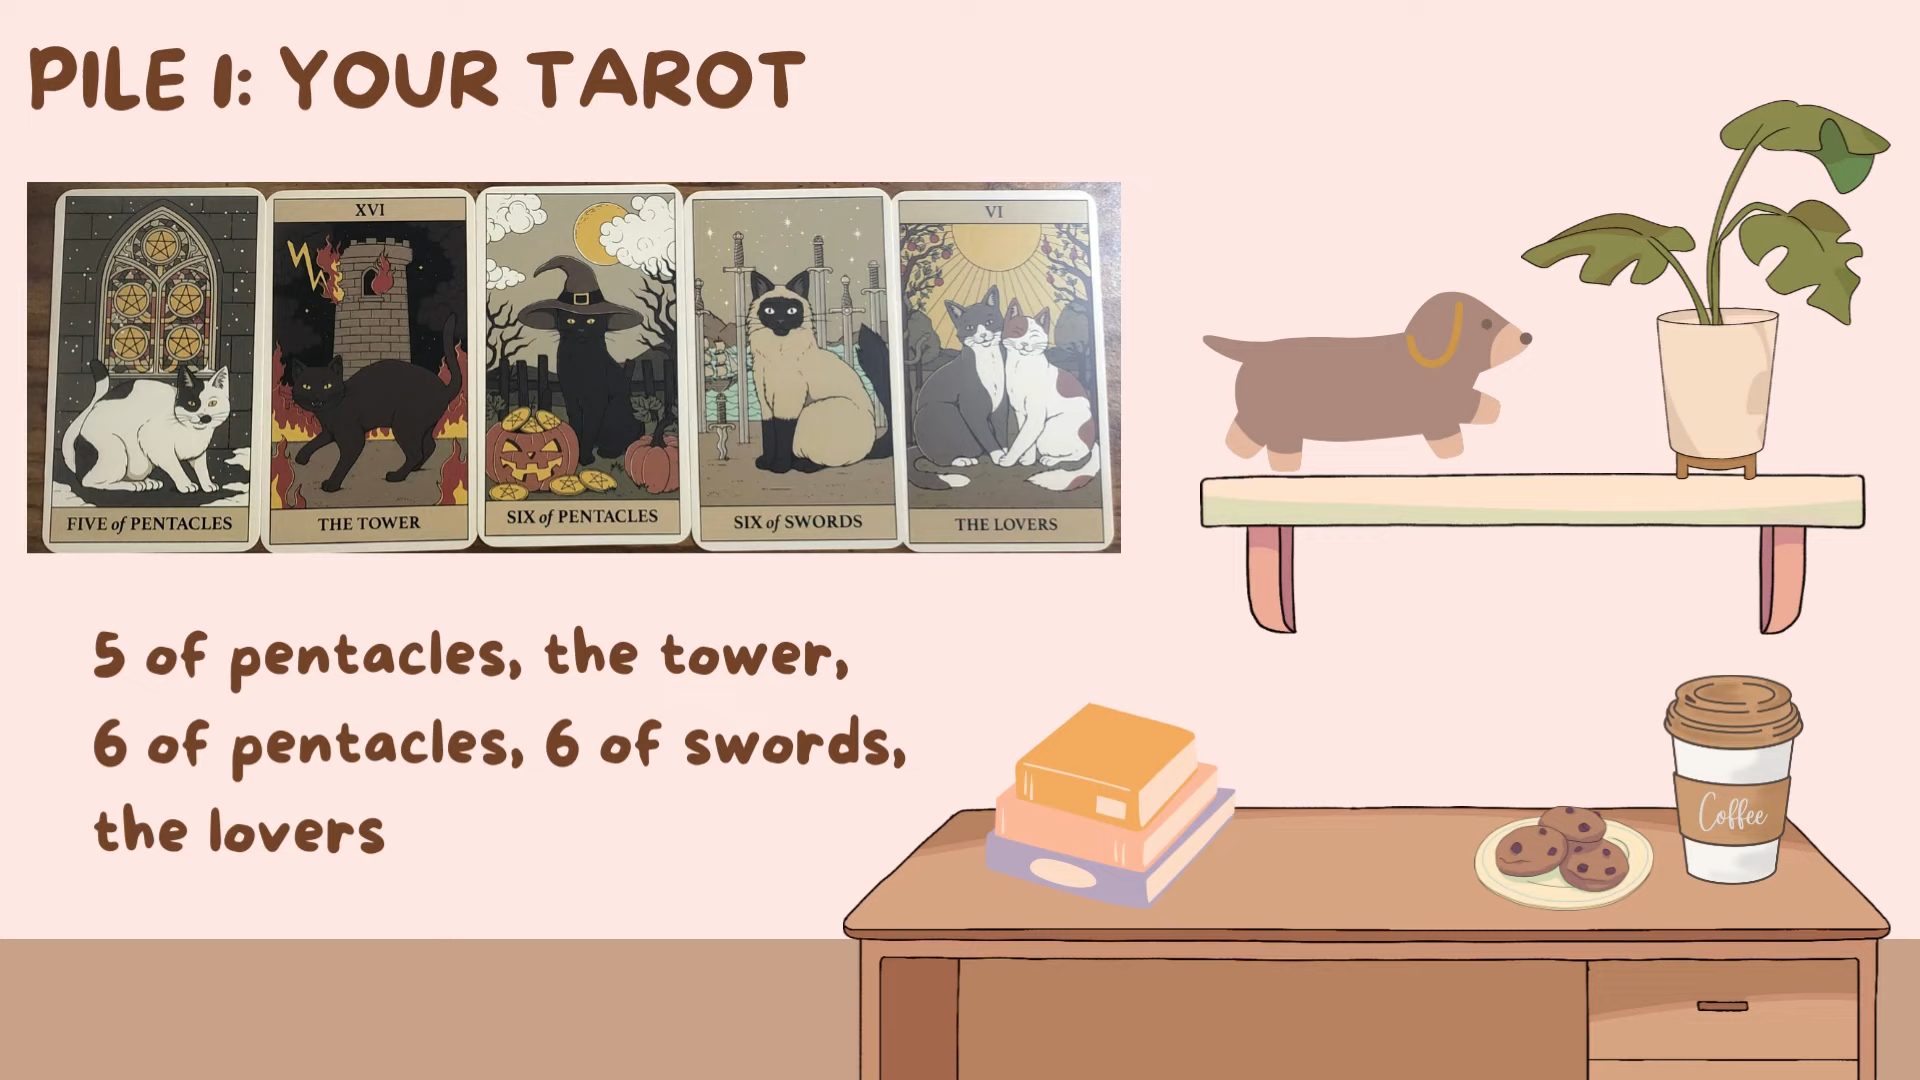 PILE 1: YOUR TAROT
XVI
VI
FIVE of PENTACLES
THE TOWER
SIX of PENTACLES
SIX of SWORDS
THE LOVERS
5 of pentacles, the tower,
6 of pentacles, 6 of swords,
the lovers
Coffee